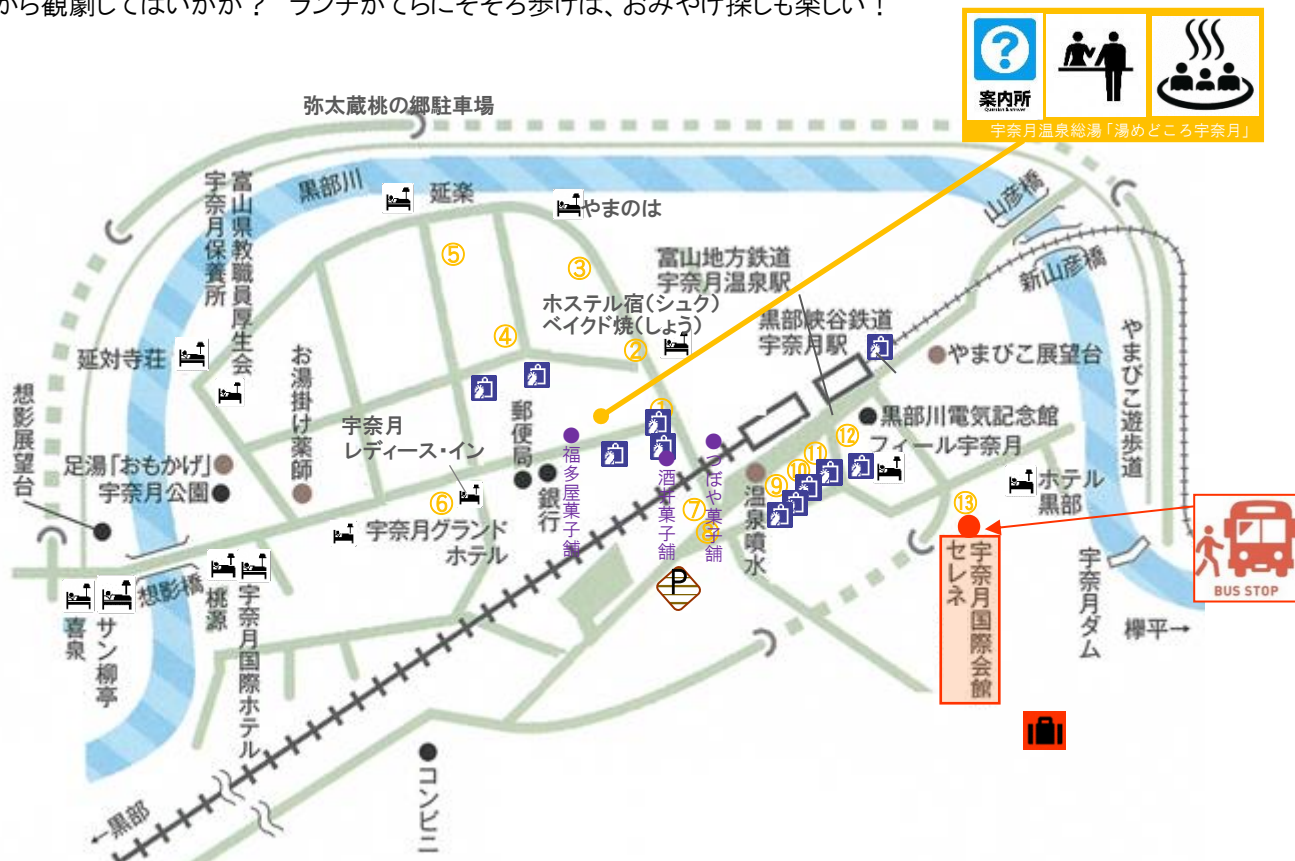 から観劇してはいかが？　ランチがてらにそぞろ歩けば、おみやげ探しも楽しい！
案内所
宇奈月温泉総湯「湯めどころ宇奈月」
弥太蔵桃の郷駐車場
黒部川
延楽
やまのは
山彦橋
新山彦橋
富山県教職員厚生会
宇奈月保養所
⑤
③
富山地方鉄道
宇奈月温泉駅
ホステル宿(シュク)
ベイクド焼(しょう)
④
②
黒部峡谷鉄道
宇奈月駅
やまびこ展望台
やまびこ遊歩道
延対寺荘
お湯掛け薬師
想影展望台
足湯「おもかげ」
宇奈月公園
宇奈月
レディース・イン
⑥
郵便局
銀行
福多屋菓子舗
①
酒井菓子舗
つぼや菓子舗
⑦
⑧
温泉噴水
⑨
⑩
⑪
⑫
黒部川電気記念館
フィール宇奈月
ホテル
黒部
⑬
宇奈月グランド
ホテル
P
宇奈月国際会館
セレネ
BUS STOP
宇奈月ダム
欅平→
想影橋
喜泉
サン柳亭
桃源
宇奈月国際ホテル
コンビニ
←黒部